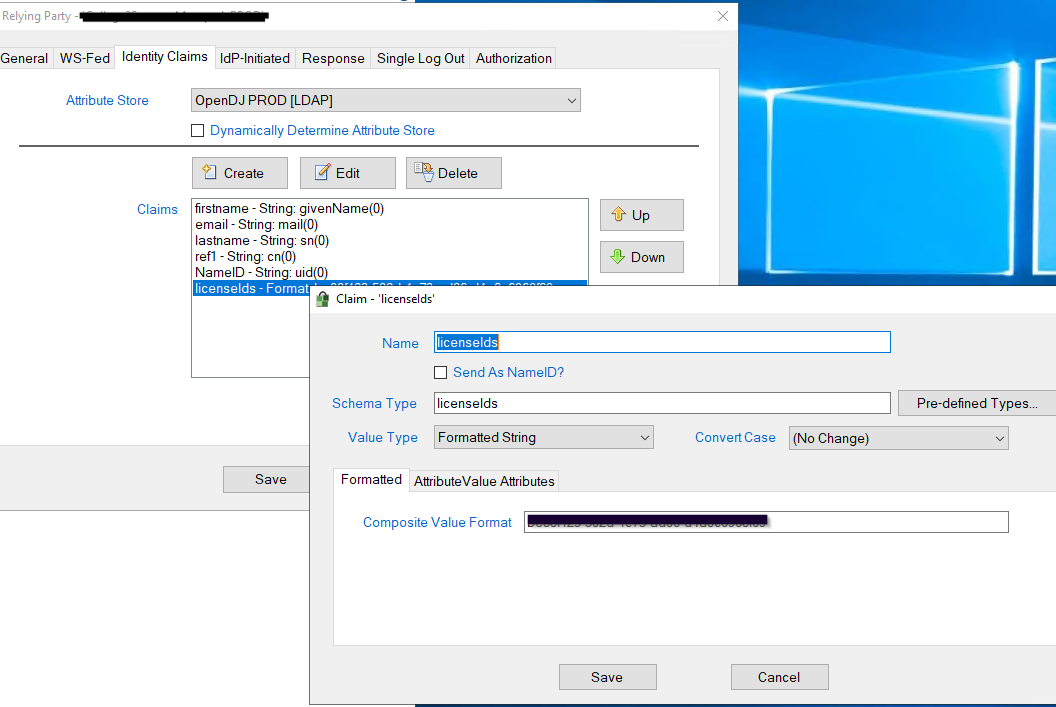 Relying Party -
General WS-Fed Identity Claims IdP-Initiated Response Single Log Out Authorization
Attribute Store OpenDJ PROD [LDAP]
Dynamically Determine Attribute Store
Create Edit Delete
Claims
firstname - String: givenName(0)
email - String: mail(0)
lastname - String: sn(0)
ref1 - String: cn(0)
NameID - String: uid(0)
licenseIds - Format
Up
Down
Save
Claim - 'licenseIds'
Name licenseIds
Send As NameID?
Schema Type licenseIds Pre-defined Types...
Value Type Formatted String Convert Case (No Change)
Formatted AttributeValue Attributes
Composite Value Format
Save Cancel